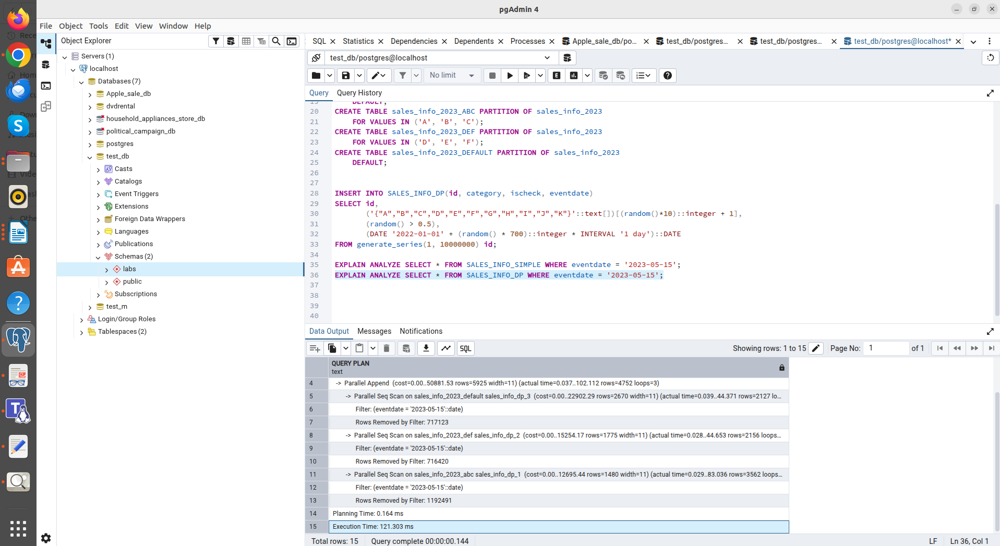 pgAdmin 4
File Object Tools Edit View Window Help
Object Explorer
SQL Statistics Dependencies Dependents Processes Apple_sale_db/po... test_db/postgres... test_db/postgres... test_db/postgres@localhost*
Servers (1)
localhost
Databases (7)
Apple_sale_db
dvdrental
household_appliances_store_db
political_campaign_db
postgres
test_db
Casts
Catalogs
Event Triggers
Extensions
Foreign Data Wrappers
Languages
Publications
Schemas (2)
labs
public
Subscriptions
test_m
Login/Group Roles
Tablespaces (2)
test_db/postgres@localhost
No limit
E
Query Query History
19 DEFAULT;
20 CREATE TABLE sales_info_2023_ABC PARTITION OF sales_info_2023
21 FOR VALUES IN ('A', 'B', 'C');
22 CREATE TABLE sales_info_2023_DEF PARTITION OF sales_info_2023
23 FOR VALUES IN ('D', 'E', 'F');
24 CREATE TABLE sales_info_2023_DEFAULT PARTITION OF sales_info_2023
25 DEFAULT;
26
27
28 INSERT INTO SALES_INFO_DP(id, category, ischeck, eventdate)
29 SELECT id,
30 ('{"A","B","C","D","E","F","G","H","I","J","K"}'::text[])[(random()*10)::integer + 1],
31 (random() > 0.5),
32 (DATE '2022-01-01' + (random() * 700)::integer * INTERVAL '1 day')::DATE
33 FROM generate_series(1, 10000000) id;
34
35 EXPLAIN ANALYZE SELECT * FROM SALES_INFO_SIMPLE WHERE eventdate = '2023-05-15';
36 EXPLAIN ANALYZE SELECT * FROM SALES_INFO_DP WHERE eventdate = '2023-05-15';
37
38
39
40
Data Output Messages Notifications
SQL
Showing rows: 1 to 15 Page No: 1 of 1
QUERY PLAN
text
4 -> Parallel Append (cost=0.00..50881.53 rows=5925 width=11) (actual time=0.037..102.112 rows=4752 loops=3)
5 -> Parallel Seq Scan on sales_info_2023_default sales_info_dp_3 (cost=0.00..22902.29 rows=2670 width=11) (actual time=0.039..44.371 rows=2127 lo...
6 Filter: (eventdate = '2023-05-15'::date)
7 Rows Removed by Filter: 717123
8 -> Parallel Seq Scan on sales_info_2023_def sales_info_dp_2 (cost=0.00..15254.17 rows=1775 width=11) (actual time=0.028..44.653 rows=2156 loops...
9 Filter: (eventdate = '2023-05-15'::date)
10 Rows Removed by Filter: 716420
11 -> Parallel Seq Scan on sales_info_2023_abc sales_info_dp_1 (cost=0.00..12695.44 rows=1480 width=11) (actual time=0.029..83.036 rows=3562 loops...
12 Filter: (eventdate = '2023-05-15'::date)
13 Rows Removed by Filter: 1192491
14 Planning Time: 0.164 ms
15 Execution Time: 121.303 ms
Total rows: 15 Query complete 00:00:00.144 LF Ln 36, Col 1